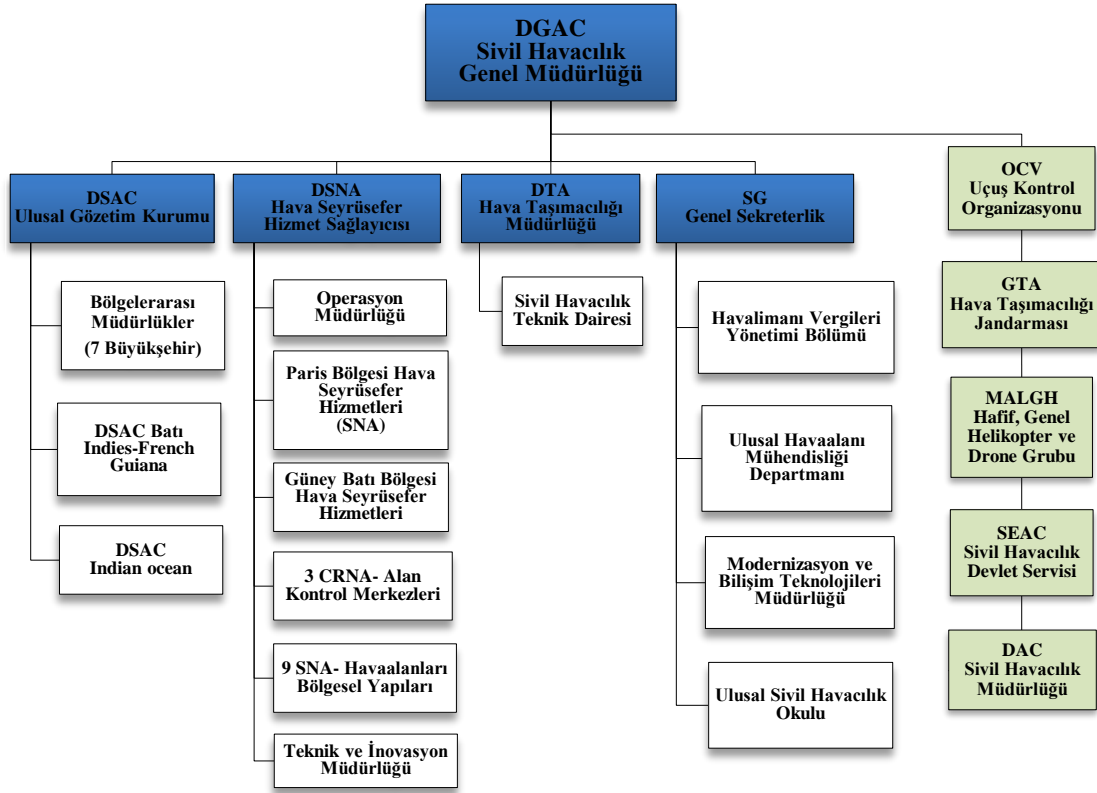 DGAC
Sivil Havacılık
Genel Müdürlüğü
DSAC
Ulusal Gözetim Kurumu
Bölgelerarası
Müdürlükler
(7 Büyükşehir)
DSAC Batı
Indies-French
Guiana
DSAC
Indian ocean
DSNA
Hava Seyrüsefer
Hizmet Sağlayıcısı
Operasyon
Müdürlüğü
Paris Bölgesi Hava
Seyrüsefer
Hizmetleri
(SNA)
Güney Batı Bölgesi
Hava Seyrüsefer
Hizmetleri
3 CRNA- Alan
Kontrol Merkezleri
9 SNA- Havaalanları
Bölgesel Yapıları
Teknik ve İnovasyon
Müdürlüğü
DTA
Hava Taşımacılığı
Müdürlüğü
Sivil Havacılık
Teknik Dairesi
SG
Genel Sekreterlik
Havalimanı Vergileri
Yönetimi Bölümü
Ulusal Havaalanı
Mühendisliği
Departmanı
Modernizasyon ve
Bilişim Teknolojileri
Müdürlüğü
Ulusal Sivil Havacılık
Okulu
OCV
Uçuş Kontrol
Organizasyonu
GTA
Hava Taşımacılığı
Jandarması
MALGH
Hafif, Genel
Helikopter ve
Drone Grubu
SEAC
Sivil Havacılık
Devlet Servisi
DAC
Sivil Havacılık
Müdürlüğü